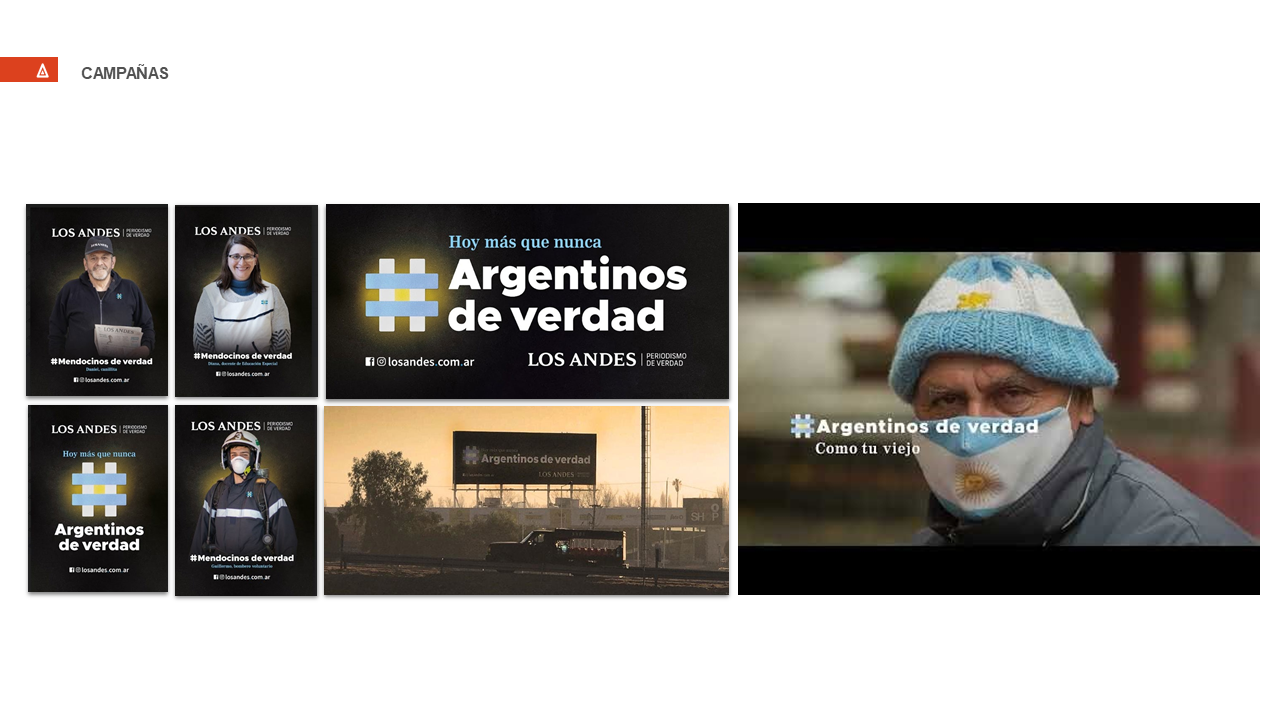 CAMPAÑAS
LOS ANDES | PERIODISMO DE VERDAD
LOS ANDES
#Mendocinos de verdad
Daniel, canillita
losandes.com.ar
LOS ANDES | PERIODISMO DE VERDAD
#Mendocinos de verdad
Diana, docente de Educación Especial
losandes.com.ar
Hoy más que nunca
# Argentinos
de verdad
losandes.com.ar
LOS ANDES | PERIODISMO DE VERDAD
#Argentinos de verdad
Como tu viejo
LOS ANDES | PERIODISMO DE VERDAD
Hoy más que nunca
#
Argentinos
de verdad
losandes.com.ar
LOS ANDES | PERIODISMO DE VERDAD
#Mendocinos de verdad
Guillermo, bombero voluntario
losandes.com.ar
#Argentinos de verdad
LOS ANDES
SHOP